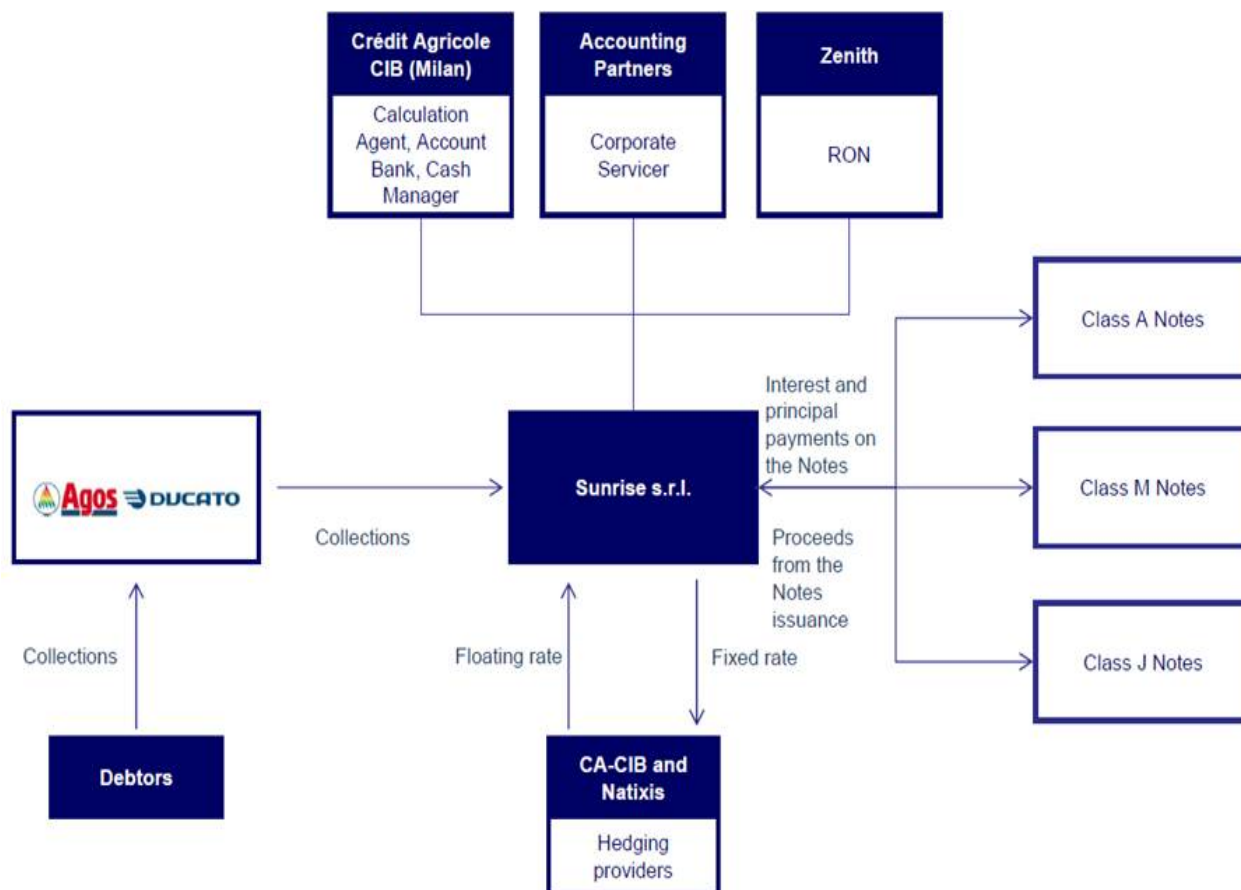 Crédit Agricole
CIB (Milan)
Calculation
Agent, Account
Bank, Cash
Manager
Accounting
Partners
Corporate
Servicer
Zenith
RON
Class A Notes
Interest and
principal
payments on
the Notes
Agos DUCATO
Collections
Sunrise s.r.l.
Class M Notes
Proceeds
from the
Notes
issuance
Collections
Floating rate
Fixed rate
Class J Notes
Debtors
CA-CIB and
Natixis
Hedging
providers